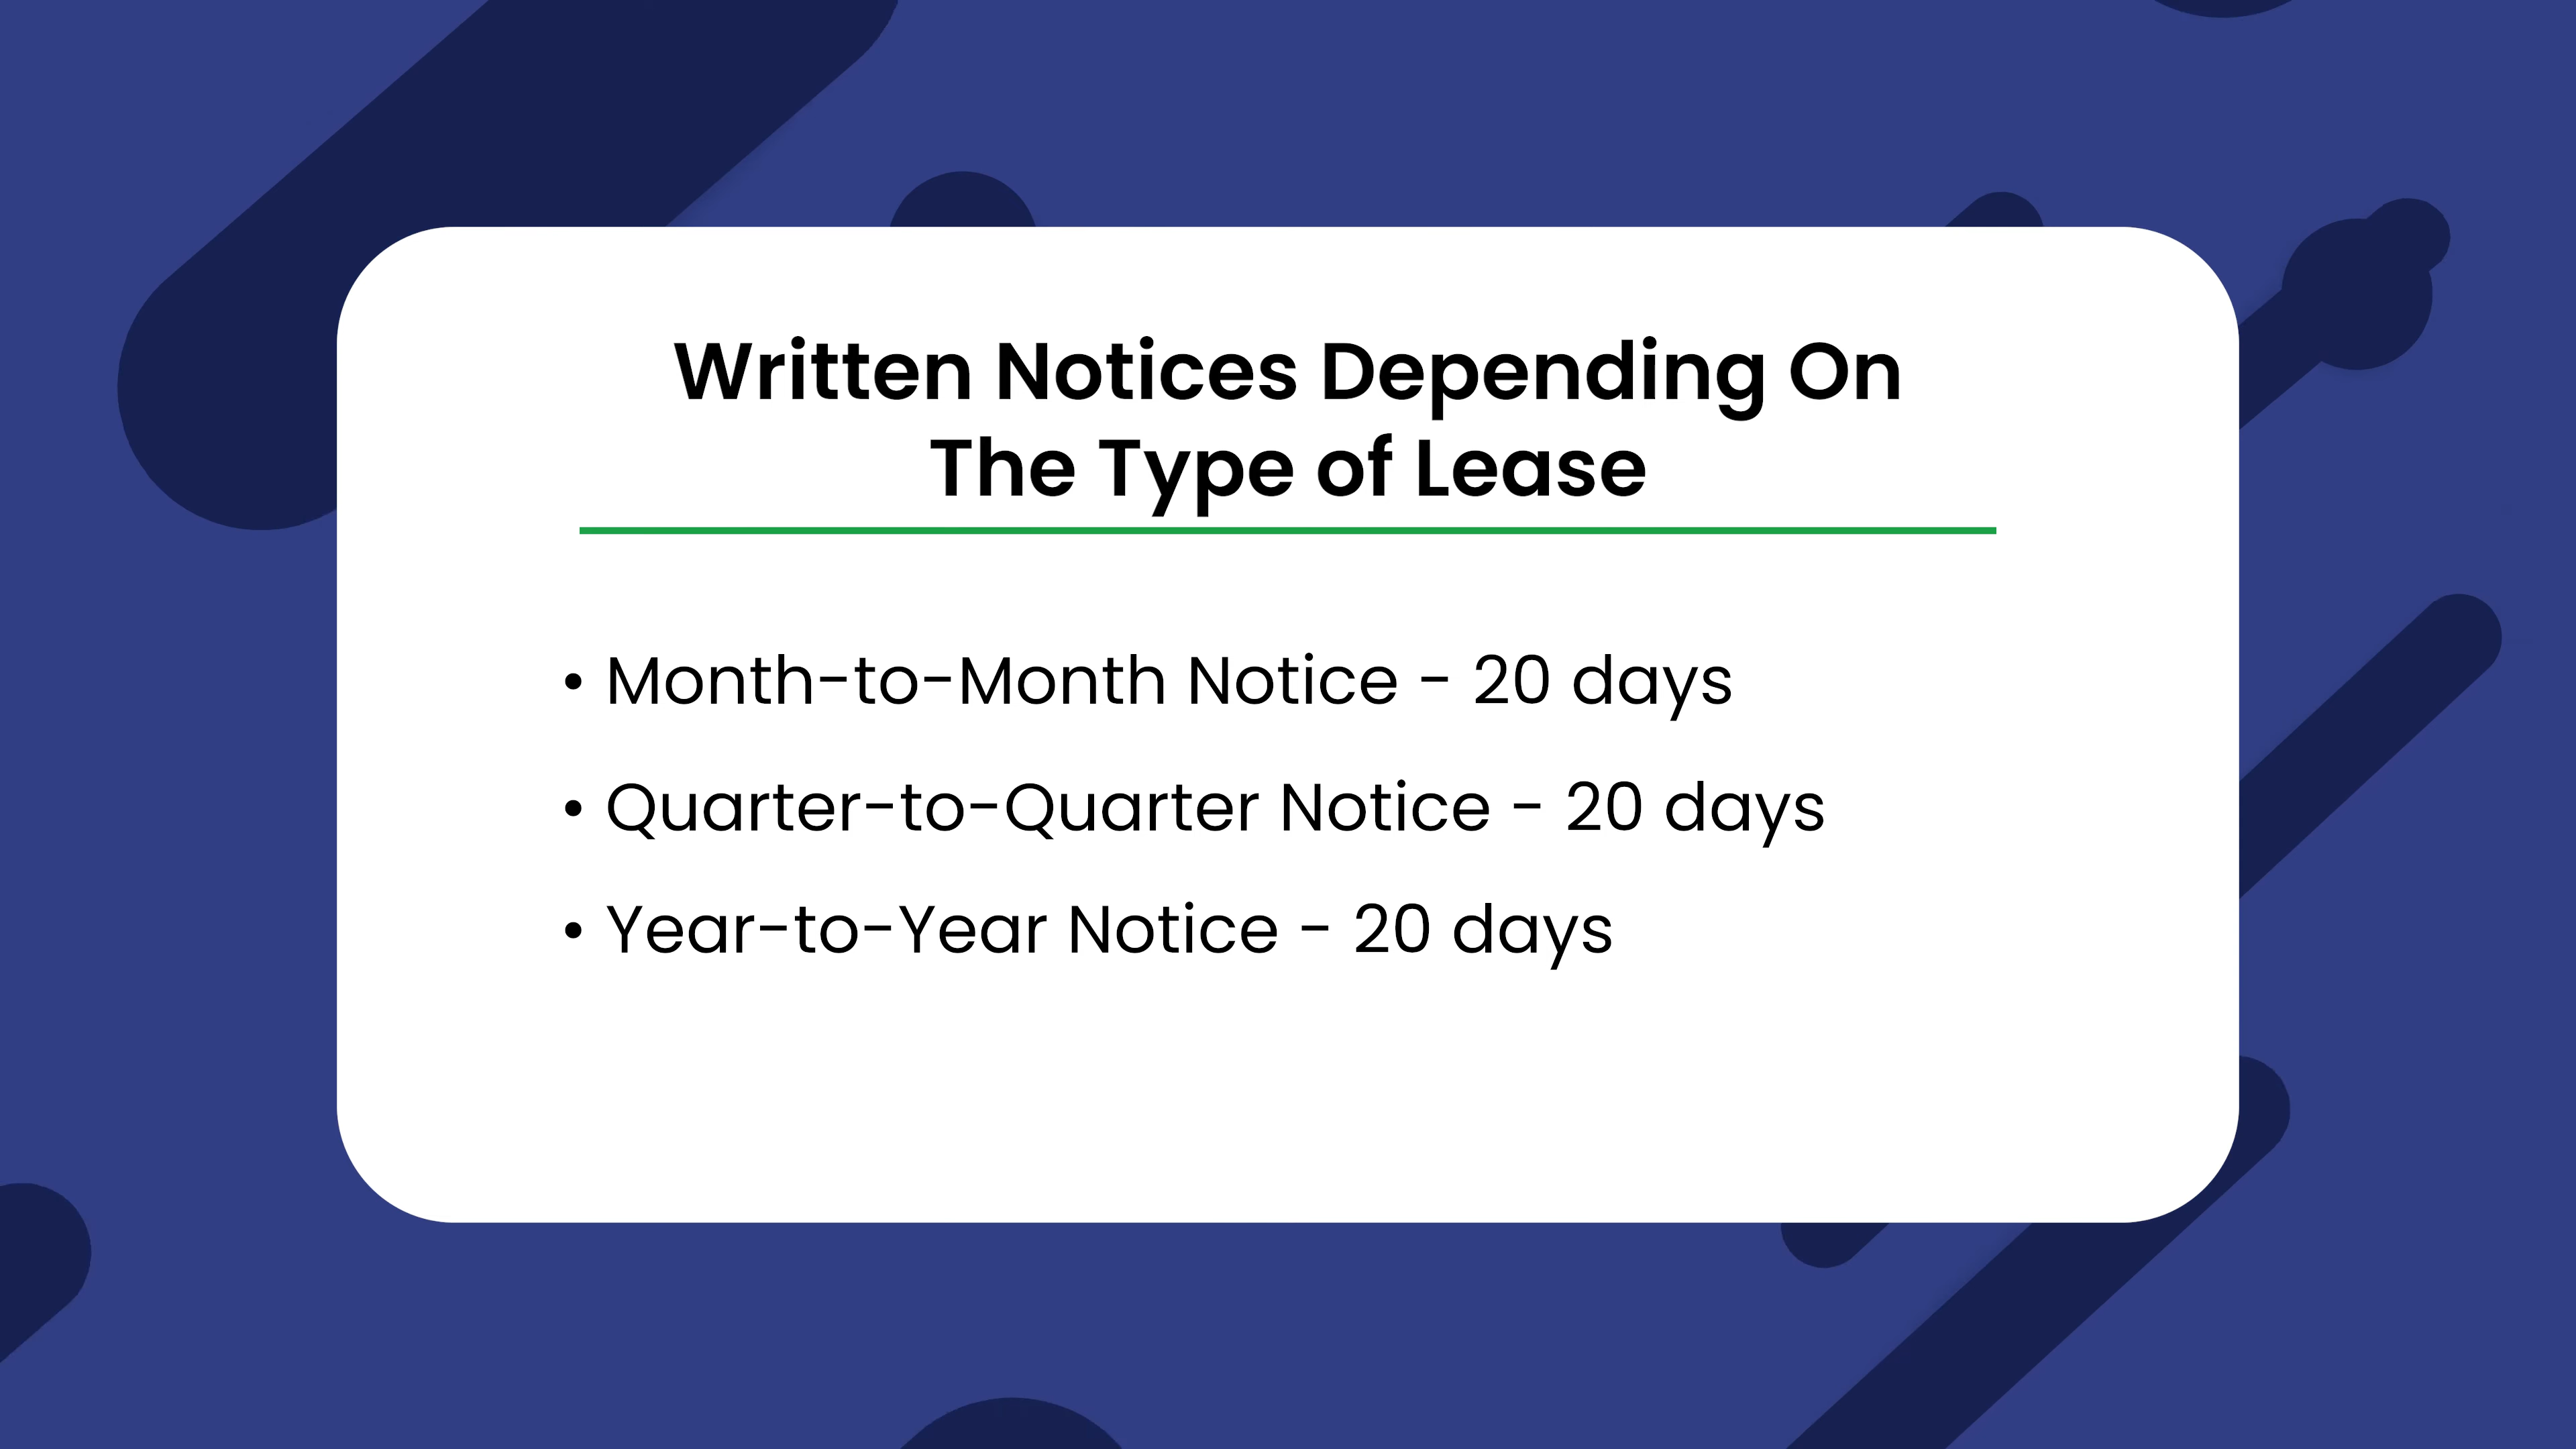 Written Notices Depending On
The Type of Lease
• Month-to-Month Notice - 20 days
• Quarter-to-Quarter Notice - 20 days
• Year-to-Year Notice - 20 days